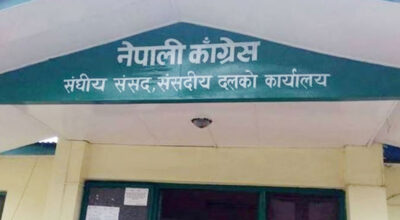 नेपाली काँग्रेस
संघीय संसद,संसदीय दलको कार्यालय